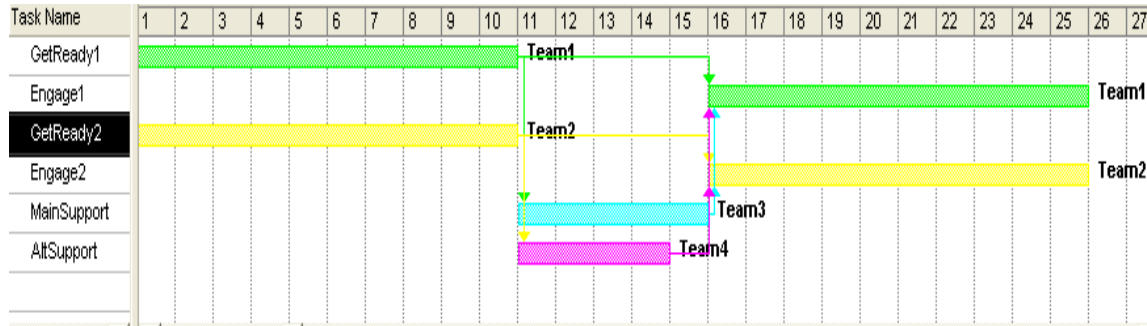 Task Name 1 2 3 4 5 6 7 8 9 10 11 12 13 14 15 16 17 18 19 20 21 22 23 24 25 26 27
GetReady1 Team1
Engage1 Team1
GetReady2 Team2
Engage2 Team2
MainSupport Team3
AltSupport Team4